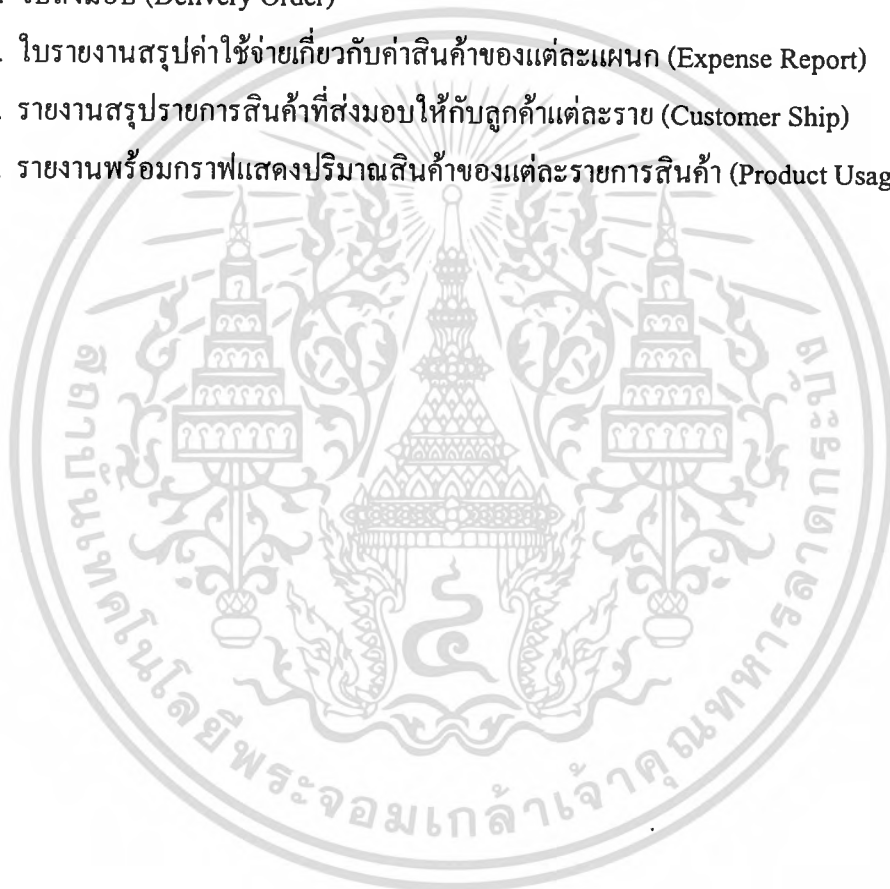 ใบส่งมอบ (Delivery Order)
. ใบรายงานสรุปค่าใช้จ่ายเกี่ยวกับค่าสินค้าของแต่ละแผนก (Expense Report)
. รายงานสรุปรายการสินค้าที่ส่งมอบให้กับลูกค้าแต่ละราย (Customer Ship)
. รายงานพร้อมกราฟแสดงปริมาณสินค้าของแต่ละรายการสินค้า (Product Usag
สถาบันเทคโนโลยีพระจอมเกล้าเจ้าคุณทหารลาดกระบัง
๔